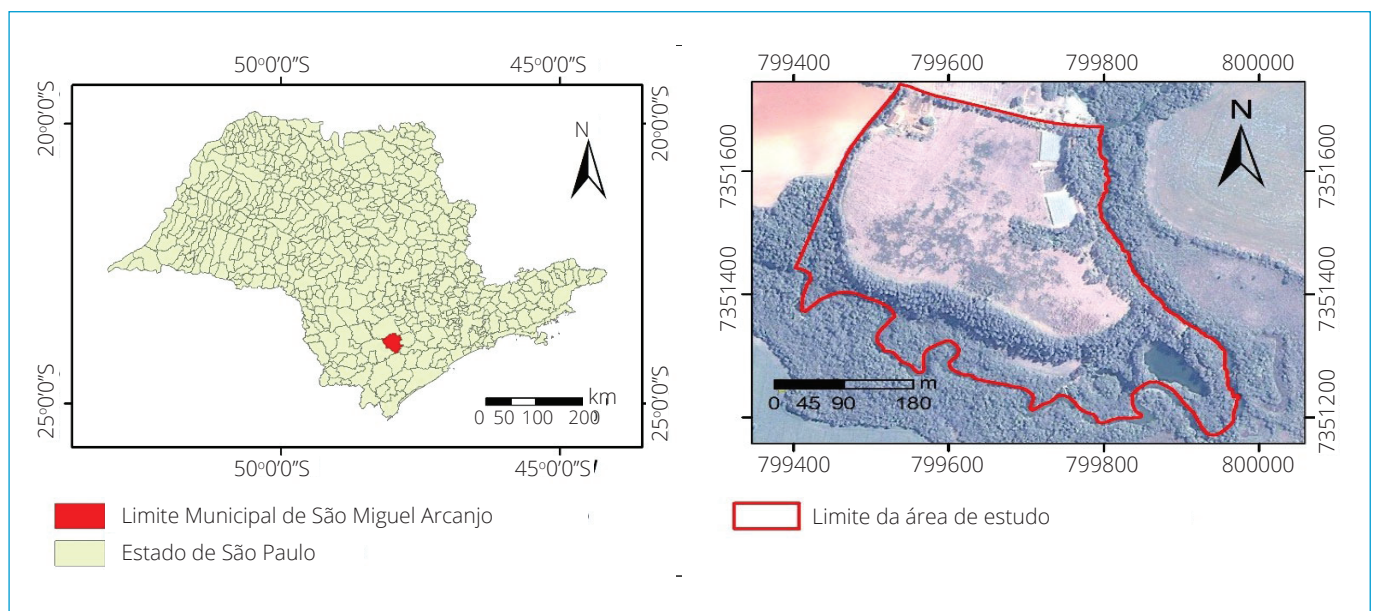 50º0'0"S 45º0'0"S
20º0'0"S
20º0'0"S
N
km
0 50 100 200
25º0'0"S
25º0'0"S
50º0'0"S 45º0'0"S
Limite Municipal de São Miguel Arcanjo
Estado de São Paulo
799400 799600 799800 800000
N
7351600
7351600
7351400
7351400
m
0 45 90 180
7351200
7351200
799400 799600 799800 800000
Limite da área de estudo